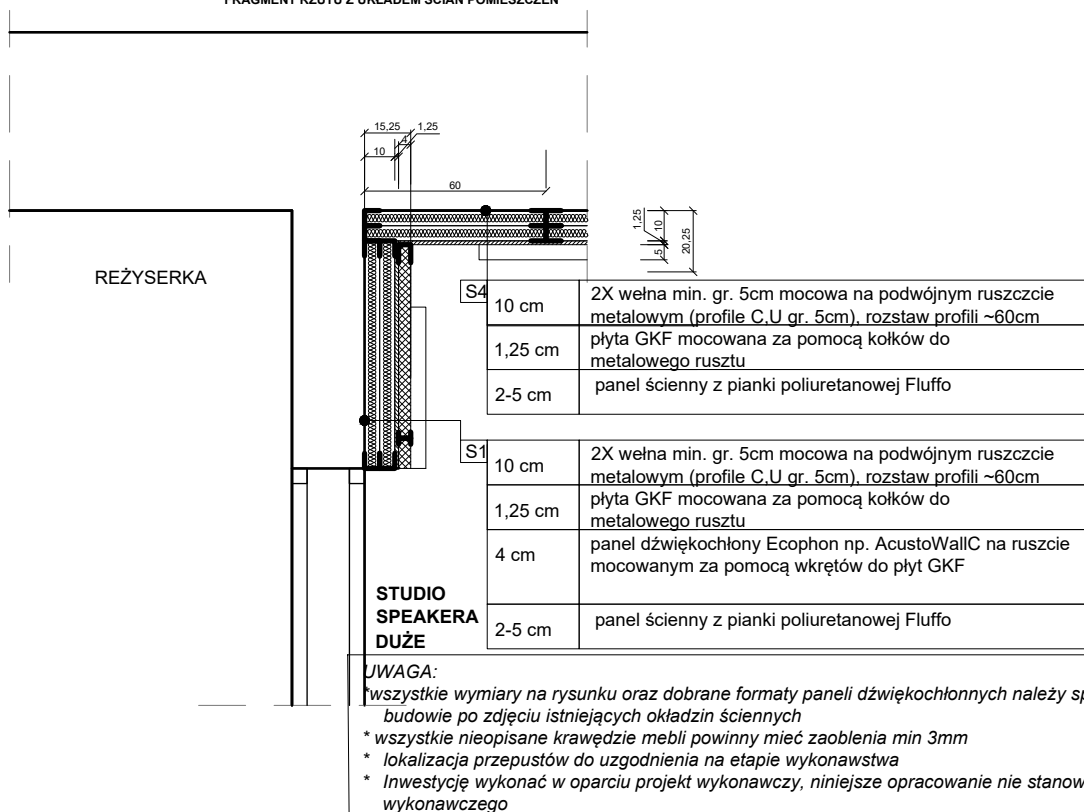 FRAGMENT RZUTU Z UKŁADEM ŚCIAN POMIESZCZEŃ
15,25
1,25
4
10
60
1,25
10
5
20,25
REŻYSERKA
S4
10 cm
2X wełna min. gr. 5cm mocowa na podwójnym ruszczcie
metalowym (profile C,U gr. 5cm), rozstaw profili ~60cm
1,25 cm
płyta GKF mocowana za pomocą kołków do
metalowego rusztu
2-5 cm
panel ścienny z pianki poliuretanowej Fluffo
S1
10 cm
2X wełna min. gr. 5cm mocowa na podwójnym ruszczcie
metalowym (profile C,U gr. 5cm), rozstaw profili ~60cm
1,25 cm
płyta GKF mocowana za pomocą kołków do
metalowego rusztu
4 cm
panel dźwiękochłony Ecophon np. AcustoWallC na ruszcie
mocowanym za pomocą wkrętów do płyt GKF
2-5 cm
panel ścienny z pianki poliuretanowej Fluffo
STUDIO
SPEAKERA
DUŻE
UWAGA:
*wszystkie wymiary na rysunku oraz dobrane formaty paneli dźwiękochłonnych należy
budowie po zdjęciu istniejących okładzin ściennych
* wszystkie nieopisane krawędzie mebli powinny mieć zaoblenia min 3mm
* lokalizacja przepustów do uzgodnienia na etapie wykonawstwa
* Inwestycję wykonać w oparciu projekt wykonawczy, niniejsze opracowanie nie
wykonawczego